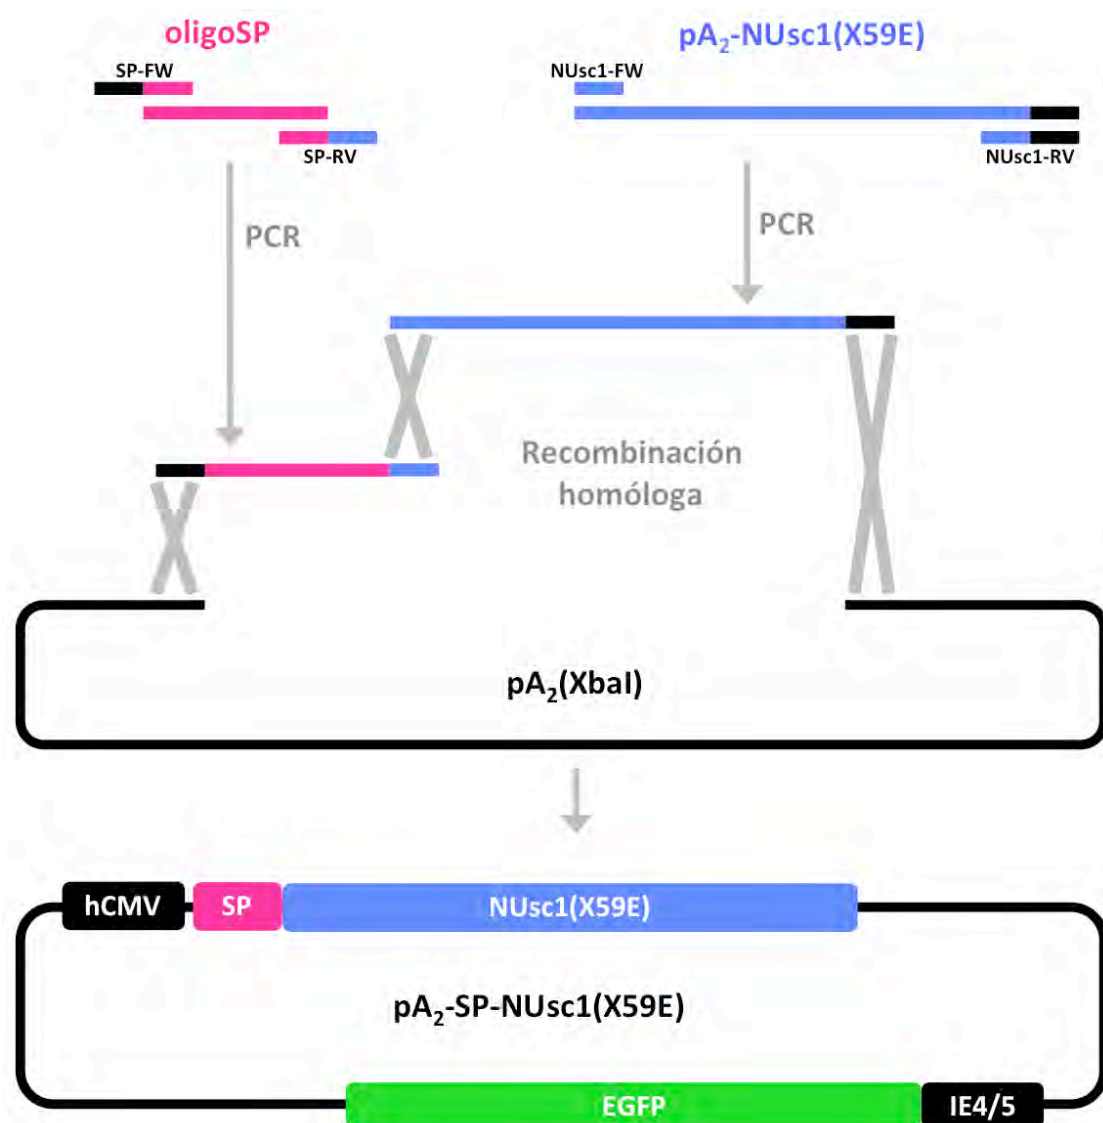 oligoSP
pA₂-NUsc1(X59E)
SP-FW
NUsc1-FW
SP-RV
NUsc1-RV
PCR
PCR
Recombinación
homóloga
pA₂(XbaI)
hCMV
SP
NUsc1(X59E)
pA₂-SP-NUsc1(X59E)
EGFP
IE4/5